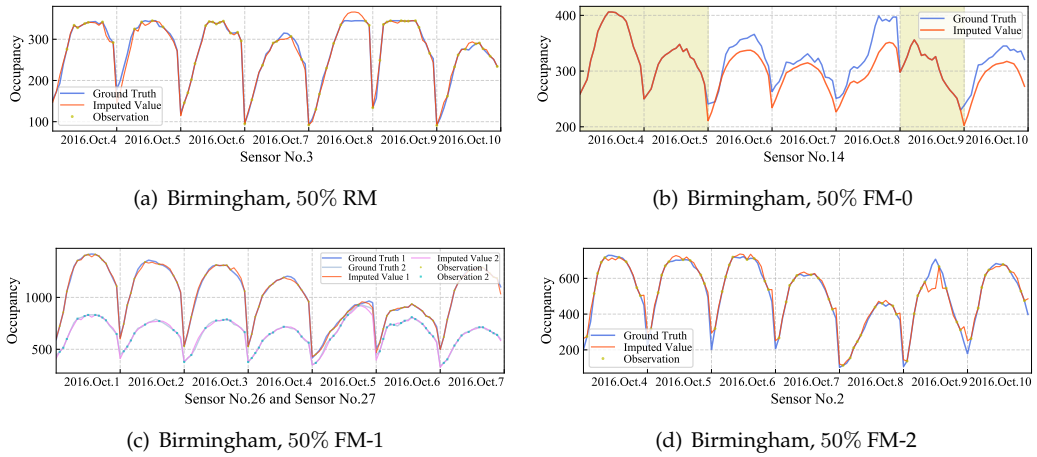 Occupancy
300
200
100
Ground Truth
Imputed Value
Observation
2016.Oct.4 2016.Oct.5 2016.Oct.6 2016.Oct.7 2016.Oct.8 2016.Oct.9 2016.Oct.10
Sensor No.3
(a) Birmingham, 50% RM
Occupancy
400
300
200
Ground Truth
Imputed Value
2016.Oct.4 2016.Oct.5 2016.Oct.6 2016.Oct.7 2016.Oct.8 2016.Oct.9 2016.Oct.10
Sensor No.14
(b) Birmingham, 50% FM-0
Occupancy
1000
500
Ground Truth 1 Imputed Value 2
Ground Truth 2 Observation 1
Imputed Value 1 Observation 2
2016.Oct.1 2016.Oct.2 2016.Oct.3 2016.Oct.4 2016.Oct.5 2016.Oct.6 2016.Oct.7
Sensor No.26 and Sensor No.27
(c) Birmingham, 50% FM-1
Occupancy
600
400
200
Ground Truth
Imputed Value
Observation
2016.Oct.4 2016.Oct.5 2016.Oct.6 2016.Oct.7 2016.Oct.8 2016.Oct.9 2016.Oct.10
Sensor No.2
(d) Birmingham, 50% FM-2